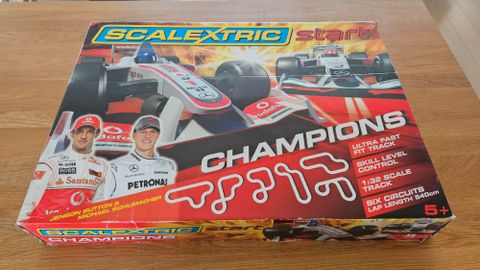 SCALEXTRIC start
vodafone
CHAMPIONS
ULTRA FAST
FIT TRACK
SKILL LEVEL
CONTROL
1:32 SCALE
TRACK
SIX CIRCUITS
LAP LENGTH 540cm
5+
Santander
PETRONAS
JENSON BUTTON &
MICHAEL SCHUMACHER
SCALEXTRIC start
CHAMPIONS